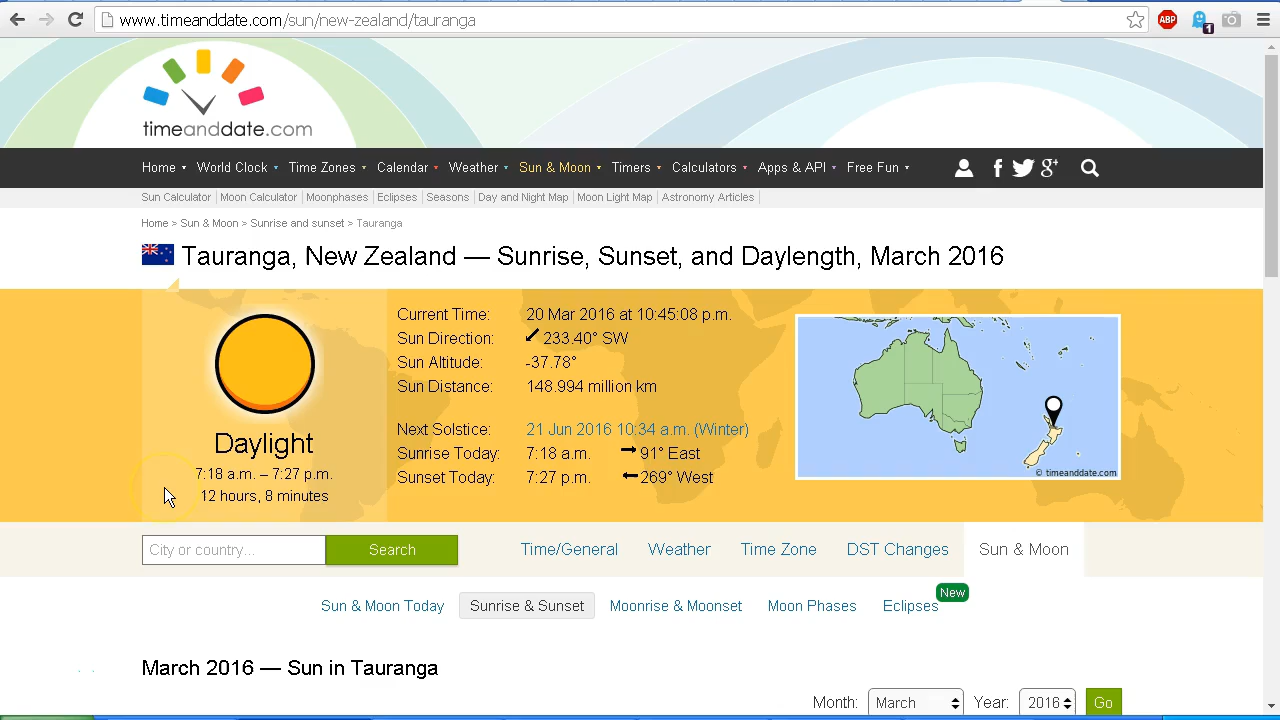 www.timeanddate.com/sun/new-zealand/tauranga
ABP
1
timeanddate.com
Home World Clock Time Zones Calendar Weather Sun & Moon Timers Calculators Apps & API Free Fun
Sun Calculator Moon Calculator Moonphases Eclipses Seasons Day and Night Map Moon Light Map Astronomy Articles
Home > Sun & Moon > Sunrise and sunset > Tauranga
Tauranga, New Zealand — Sunrise, Sunset, and Daylength, March 2016
Daylight
7:18 a.m. – 7:27 p.m.
12 hours, 8 minutes
Current Time: 20 Mar 2016 at 10:45:08 p.m.
Sun Direction: 233.40° SW
Sun Altitude: -37.78°
Sun Distance: 148.994 million km
Next Solstice: 21 Jun 2016 10:34 a.m. (Winter)
Sunrise Today: 7:18 a.m. 91° East
Sunset Today: 7:27 p.m. 269° West
© timeanddate.com
City or country... Search Time/General Weather Time Zone DST Changes Sun & Moon
Sun & Moon Today Sunrise & Sunset Moonrise & Moonset Moon Phases Eclipses New
March 2016 — Sun in Tauranga
Month: March Year: 2016 Go